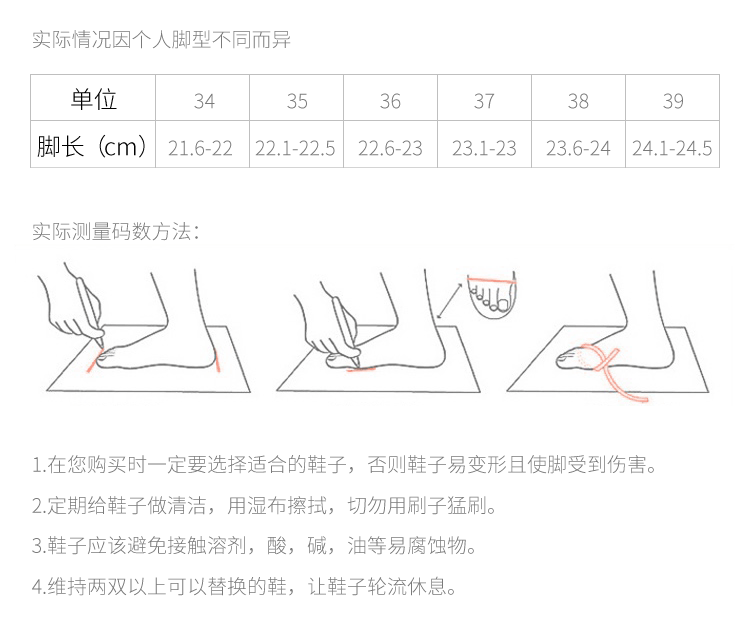 实际情况因个人脚型不同而异
单位 34 35 36 37 38 39
脚长（cm） 21.6-22 22.1-22.5 22.6-23 23.1-23 23.6-24 24.1-24.5
实际测量码数方法：
1.在您购买时一定要选择适合的鞋子，否则鞋子易变形且使脚受到伤害。
2.定期给鞋子做清洁，用湿布擦拭，切勿用刷子猛刷。
3.鞋子应该避免接触溶剂，酸，碱，油等易腐蚀物。
4.维持两双以上可以替换的鞋，让鞋子轮流休息。